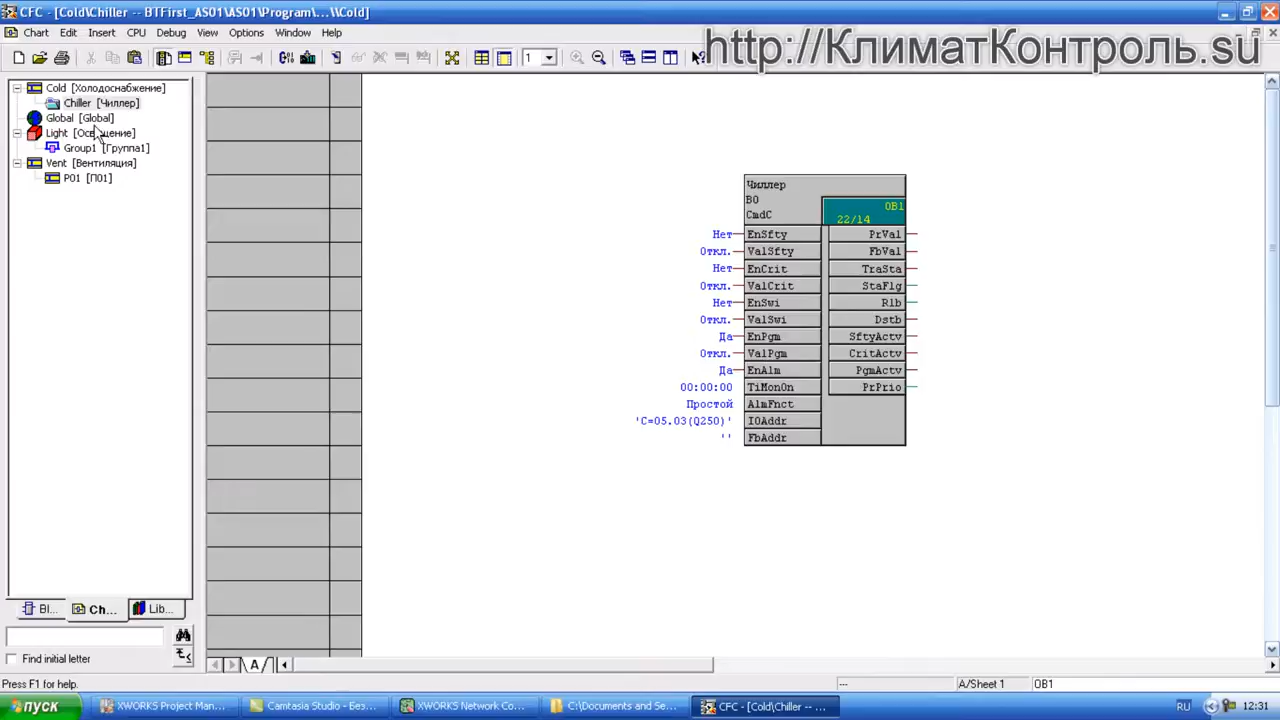 CFC - [Cold\Chiller -- BTFirst_AS01\AS01\Program\...\\Cold]
http://КлиматКонтроль.su
Chart Edit Insert CPU Debug View Options Window Help
1
Cold [Холодоснабжение]
Chiller [Чиллер]
Global [Global]
Light [Освещение]
Group1 [Группа1]
Vent [Вентиляция]
P01 [П01]
Чиллер
BO
CmdC
OB1
22/14
Нет EnSfty PrVal
Откл. ValSfty FbVal
Нет EnCrit TraSta
Откл. ValCrit StaFlg
Нет EnSwi Rlb
Откл. ValSwi Dstb
Да EnPgm SftyActv
Откл. ValPgm CritActv
Да EnAlm PgmActv
00:00:00 TiMonOn PrPrio
Простой AlmFnct
'C=05.03(Q250)' IOAddr
'' FbAddr
Bl... Ch... Lib...
Find initial letter
A
Press F1 for help. --- A/Sheet 1 OB1
пуск XWORKS Project Man... Camtasia Studio - Без... XWORKS Network Co... C:\Documents and Se... CFC - [Cold\Chiller -- ... RU 12:31